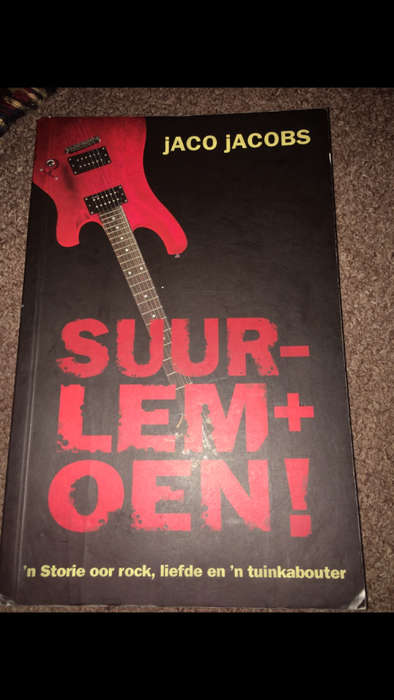 jACO jACOBS
SUUR-
LEM+
OEN!
'n Storie oor rock, liefde en 'n tuinkabouter